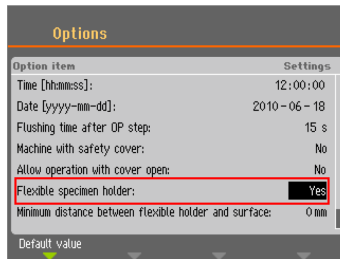 Options
Option item Settings
Time [hh:mm:ss]: 12:00:00
Date [yyyy-mm-dd]: 2010-06-18
Flushing time after OP step: 15 s
Machine with safety cover: No
Allow operation with cover open: No
Flexible specimen holder: Yes
Minimum distance between flexible holder and surface: 0 mm
Default value